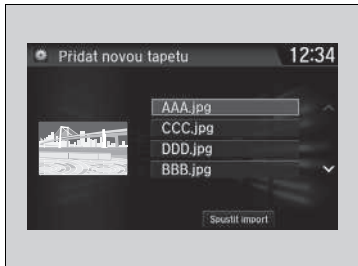 Přidat novou tapetu 12:34
AAA.jpg
CCC.jpg
DDD.jpg
BBB.jpg
Spustit import